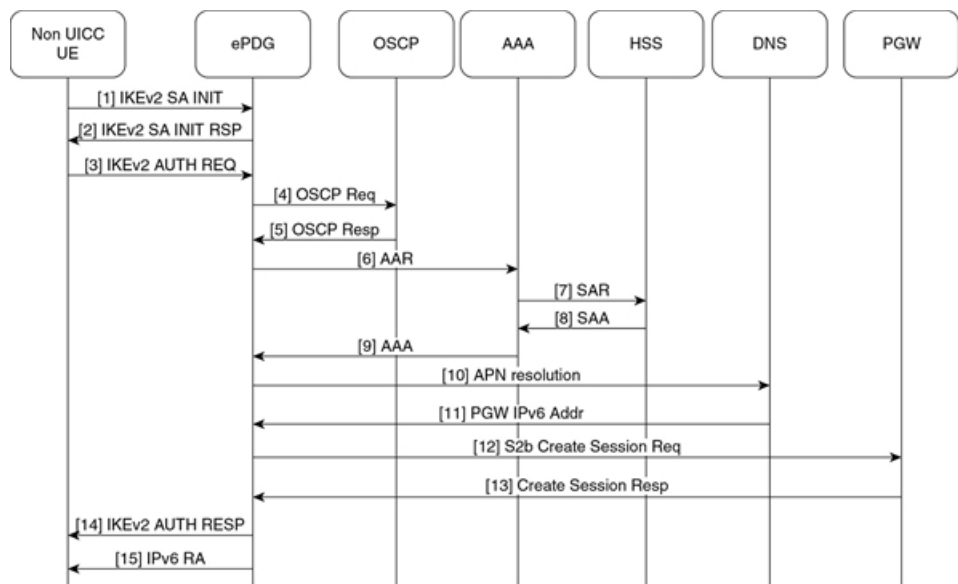 Non UICC
UE
ePDG
OSCP
AAA
HSS
DNS
PGW
[1] IKEv2 SA INIT
[2] IKEv2 SA INIT RSP
[3] IKEv2 AUTH REQ
[4] OSCP Req
[5] OSCP Resp
[6] AAR
[7] SAR
[8] SAA
[9] AAA
[10] APN resolution
[11] PGW IPv6 Addr
[12] S2b Create Session Req
[13] Create Session Resp
[14] IKEv2 AUTH RESP
[15] IPv6 RA